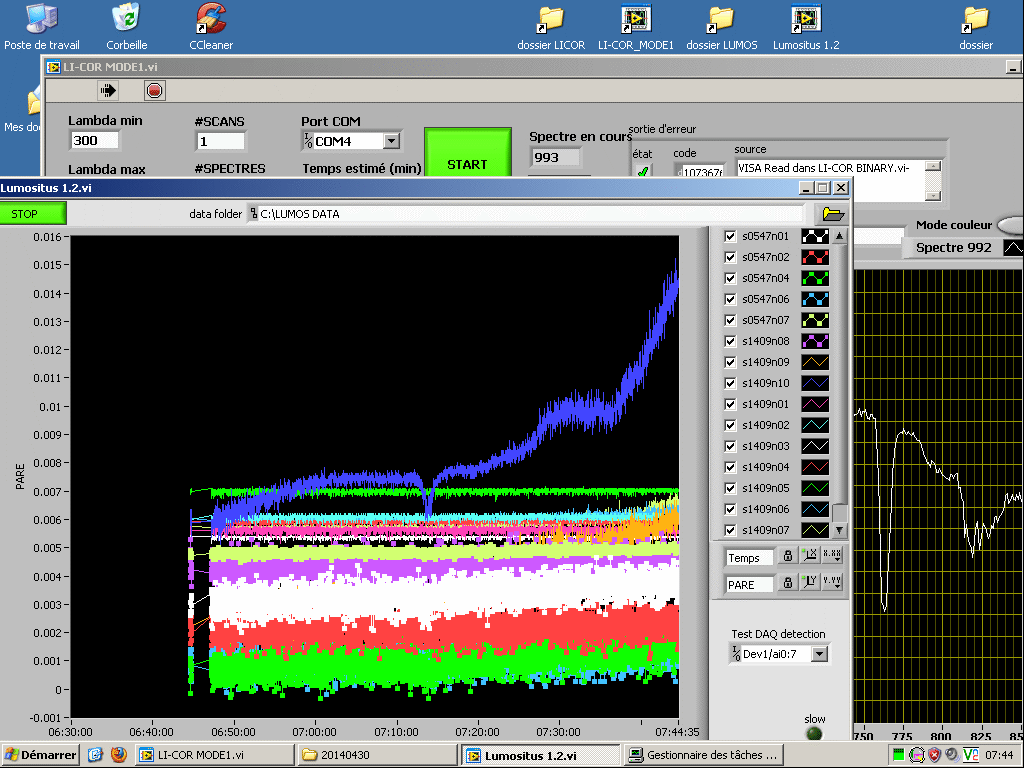 Poste de travail
Corbeille
CCleaner
dossier LICOR
LI-COR_MODE1
dossier LUMOS
Lumositus 1.2
dossier
LI-COR MODE1.vi
Lambda min
300
#SCANS
1
Port COM
COM4
START
Spectre en cours
993
sortie d'erreur
état
code
source
VISA Read dans LI-COR BINARY.vi-
Lambda max
#SPECTRES
Temps estimé (min)
Mode couleur
Spectre 992
Lumositus 1.2.vi
STOP
data folder
C:\LUMOS DATA
PARE
0.016
0.015
0.014
0.013
0.012
0.011
0.01
0.009
0.008
0.007
0.006
0.005
0.004
0.003
0.002
0.001
0
-0.001
06:30:00
06:40:00
06:50:00
07:00:00
07:10:00
07:20:00
07:30:00
07:44:35
s0547n01
s0547n02
s0547n04
s0547n06
s0547n07
s1409n08
s1409n09
s1409n10
s1409n01
s1409n02
s1409n03
s1409n04
s1409n05
s1409n06
s1409n07
Temps
PARE
Test DAQ detection
Dev1/ai0:7
slow
750
775
800
825
Démarrer
LI-COR MODE1.vi
20140430
Lumositus 1.2.vi
Gestionnaire des tâches ...
07:44